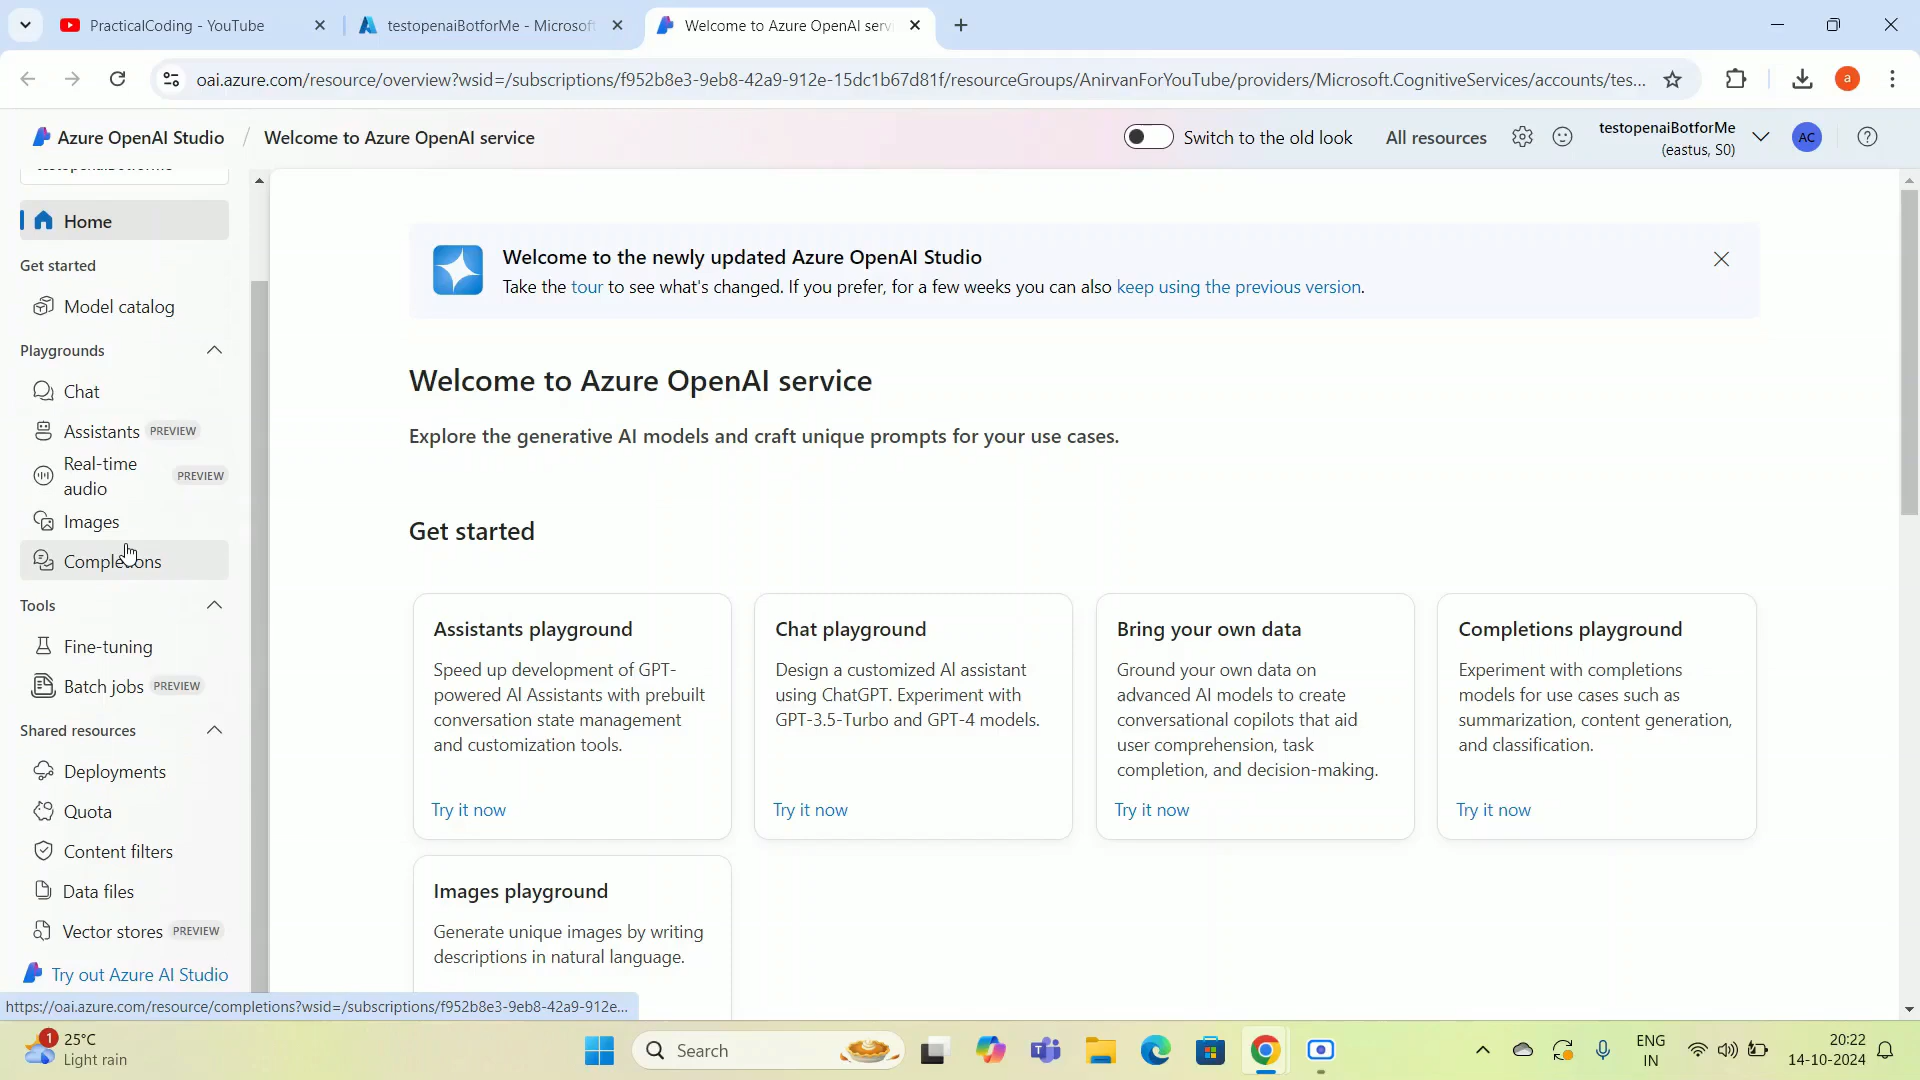 PracticalCoding - YouTube
testopenaiBotforMe - Microsoft
Welcome to Azure OpenAI serv
oai.azure.com/resource/overview?wsid=/subscriptions/f952b8e3-9eb8-42a9-912e-15dc1b67d81f/resourceGroups/AnirvanForYouTube/providers/Microsoft.CognitiveServices/accounts/tes...
a
Azure OpenAI Studio / Welcome to Azure OpenAI service
Switch to the old look
All resources
testopenaiBotforMe
(eastus, S0)
AC
Home
Get started
Model catalog
Playgrounds
Chat
Assistants PREVIEW
Real-time
audio
PREVIEW
Images
Completions
Tools
Fine-tuning
Batch jobs PREVIEW
Shared resources
Deployments
Quota
Content filters
Data files
Vector stores PREVIEW
Try out Azure AI Studio
https://oai.azure.com/resource/completions?wsid=/subscriptions/f952b8e3-9eb8-42a9-912e...
Welcome to the newly updated Azure OpenAI Studio
Take the tour to see what's changed. If you prefer, for a few weeks you can also keep using the previous version.
Welcome to Azure OpenAI service
Explore the generative AI models and craft unique prompts for your use cases.
Get started
Assistants playground
Speed up development of GPT-
powered AI Assistants with prebuilt
conversation state management
and customization tools.
Try it now
Chat playground
Design a customized AI assistant
using ChatGPT. Experiment with
GPT-3.5-Turbo and GPT-4 models.
Try it now
Bring your own data
Ground your own data on
advanced AI models to create
conversational copilots that aid
user comprehension, task
completion, and decision-making.
Try it now
Completions playground
Experiment with completions
models for use cases such as
summarization, content generation,
and classification.
Try it now
Images playground
Generate unique images by writing
descriptions in natural language.
1
25°C
Light rain
Search
ENG
IN
20:22
14-10-2024